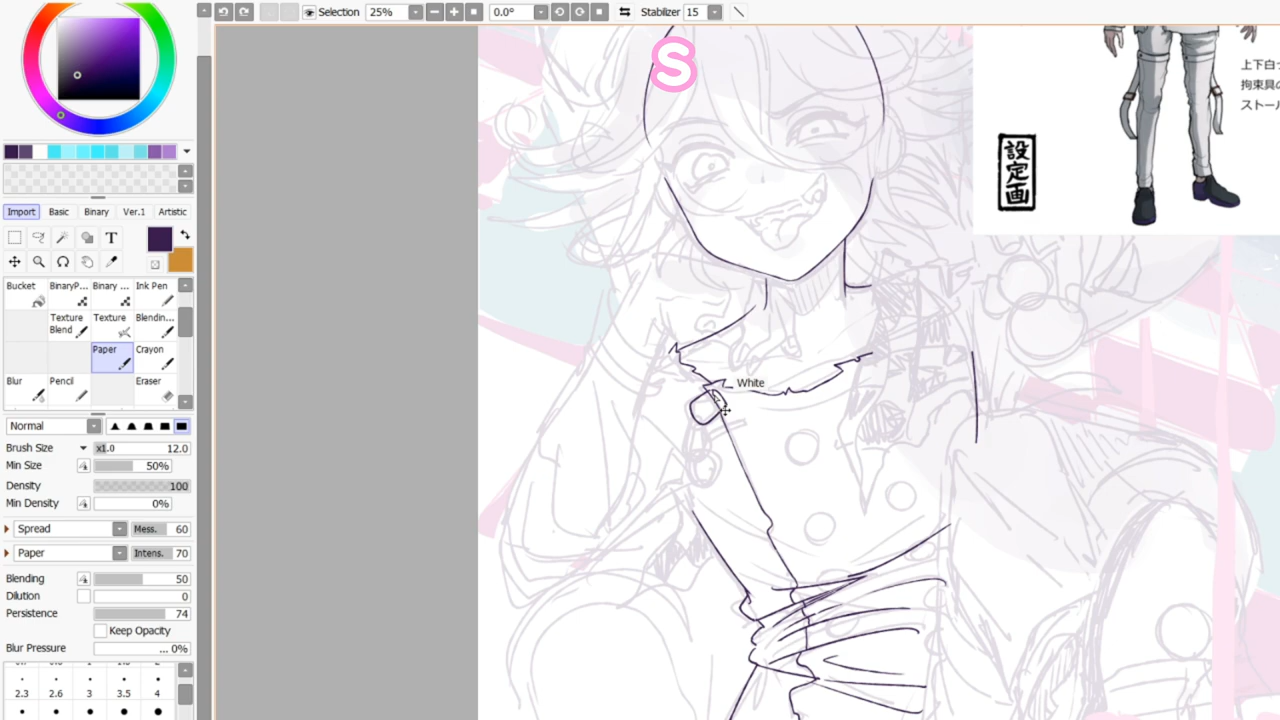 Selection 25% 0.0° Stabilizer 15
S
上下白
拘束具の
ストール
設定画
White
Import Basic Binary Ver.1 Artistic
T
Bucket BinaryP... Binary ... Ink Pen
Texture Blend Texture Blendin...
Paper Crayon
Blur Pencil Eraser
Normal
Brush Size x1.0 12.0
Min Size 50%
Density 100
Min Density 0%
Spread Mess. 60
Paper Intens. 70
Blending 50
Dilution 0
Persistence 74
Keep Opacity
Blur Pressure ... 0%
2.3 2.6 3 3.5 4